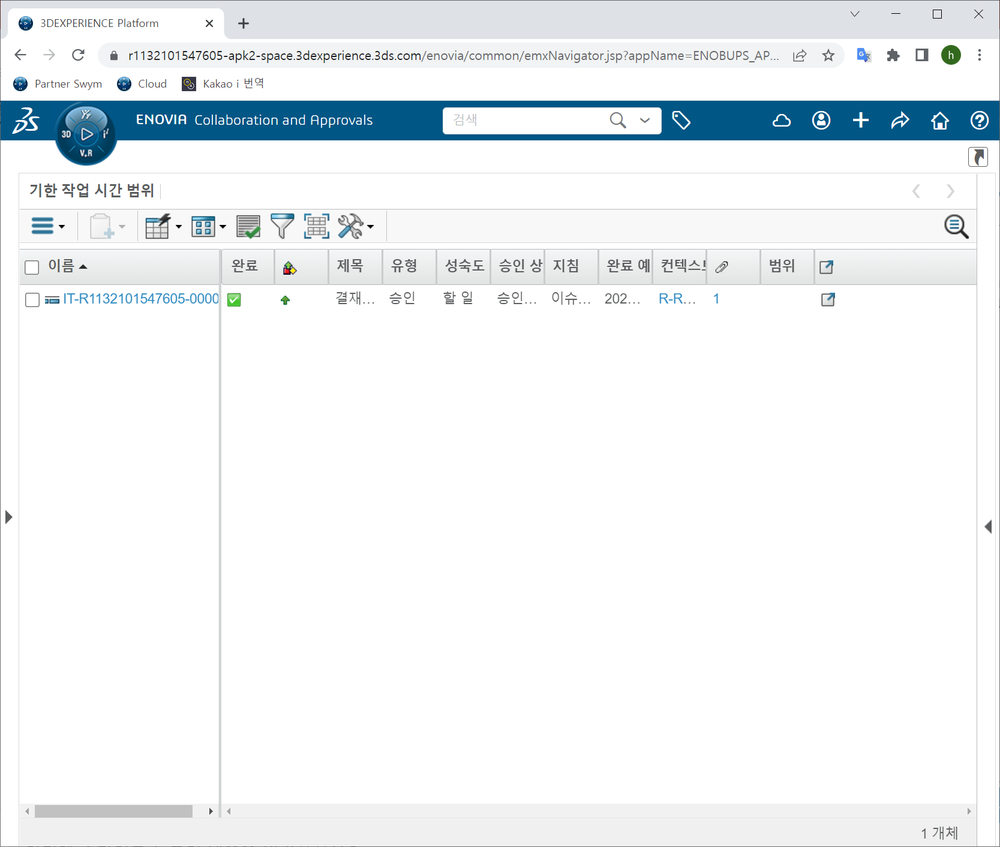 3DEXPERIENCE Platform
r1132101547605-apk2-space.3dexperience.3ds.com/enovia/common/emxNavigator.jsp?appName=ENOBUPS_AP...
h
Partner Swym Cloud Kakao i 번역
3D V.R i
ENOVIA Collaboration and Approvals 검색
기한 작업 시간 범위
이름 완료 제목 유형 성숙도 승인 상 지침 완료 예 컨텍스트 범위
IT-R1132101547605-0000 결재... 승인 할 일 승인... 이슈... 202... R-R... 1
1 개체